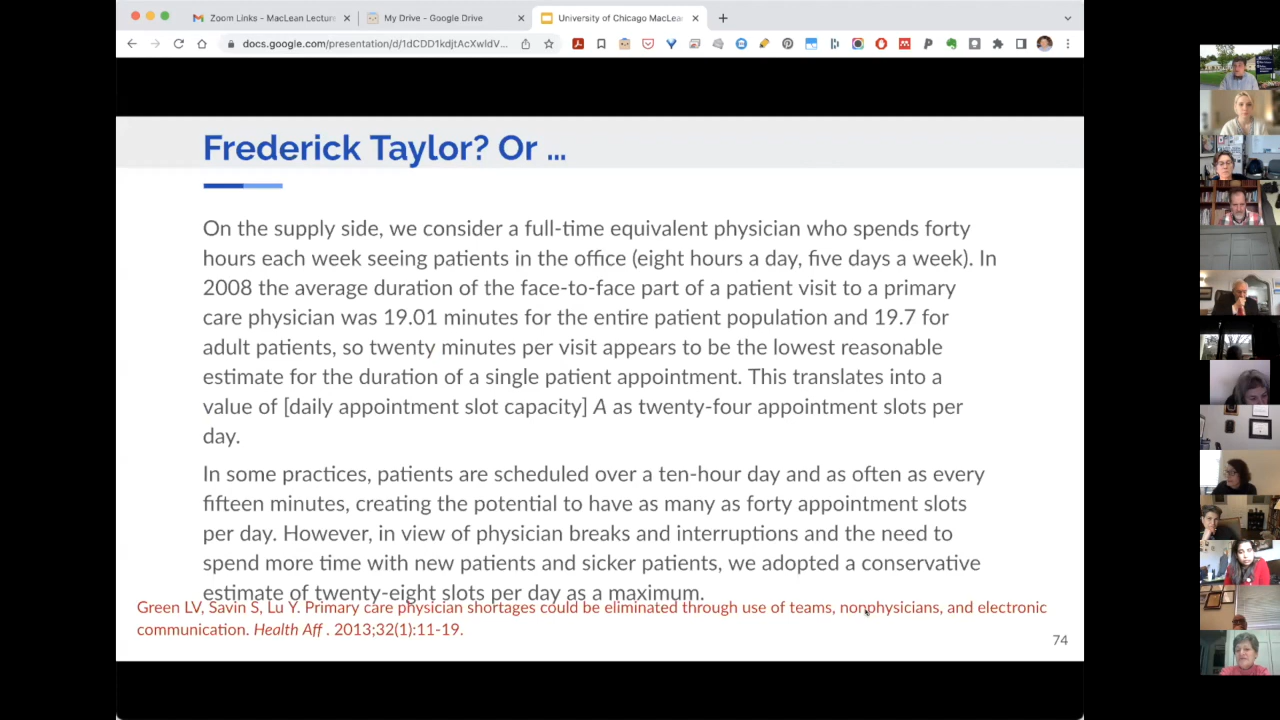 Zoom Links - MacLean Lecture
My Drive - Google Drive
University of Chicago MacLea
docs.google.com/presentation/d/1dCDD1kdjtAcXwldV...
Frederick Taylor? Or ...
On the supply side, we consider a full-time equivalent physician who spends forty
hours each week seeing patients in the office (eight hours a day, five days a week). In
2008 the average duration of the face-to-face part of a patient visit to a primary
care physician was 19.01 minutes for the entire patient population and 19.7 for
adult patients, so twenty minutes per visit appears to be the lowest reasonable
estimate for the duration of a single patient appointment. This translates into a
value of [daily appointment slot capacity] A as twenty-four appointment slots per
day.
In some practices, patients are scheduled over a ten-hour day and as often as every
fifteen minutes, creating the potential to have as many as forty appointment slots
per day. However, in view of physician breaks and interruptions and the need to
spend more time with new patients and sicker patients, we adopted a conservative
estimate of twenty-eight slots per day as a maximum.
Green LV, Savin S, Lu Y. Primary care physician shortages could be eliminated through use of teams, nonphysicians, and electronic
communication. Health Aff . 2013;32(1):11-19.
74